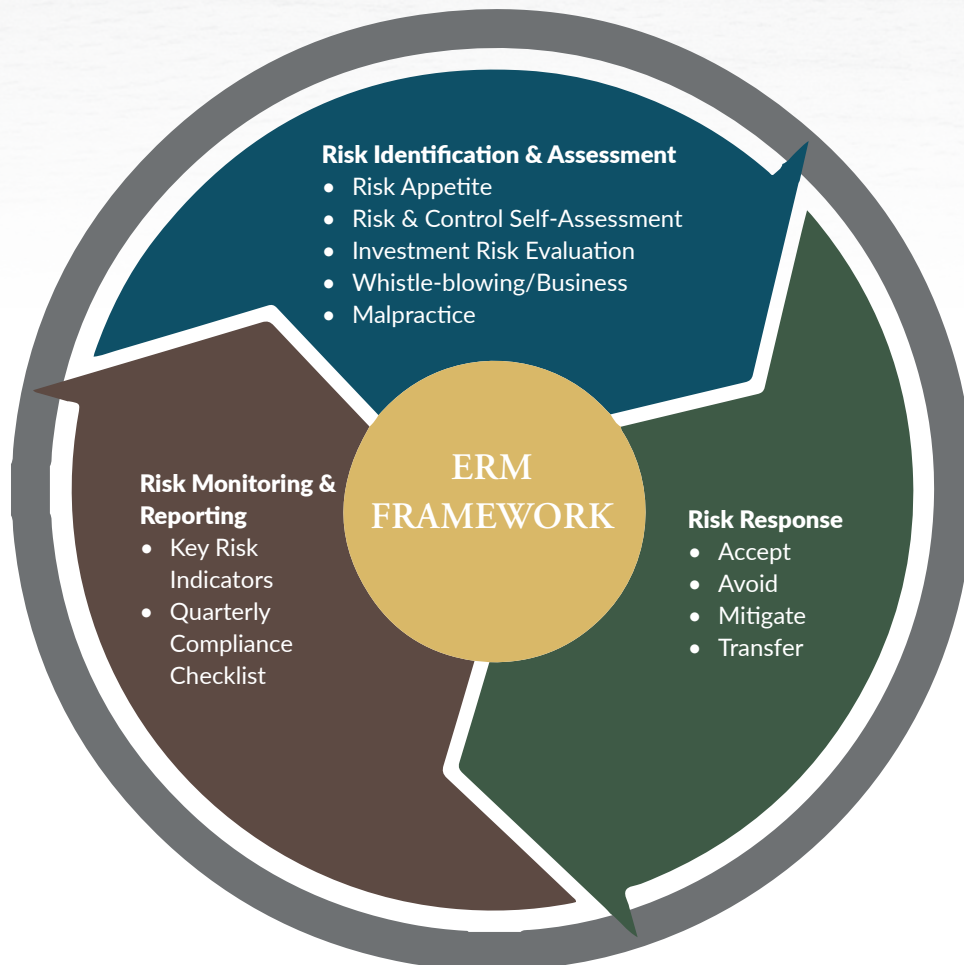 Risk Identification & Assessment
• Risk Appetite
• Risk & Control Self-Assessment
• Investment Risk Evaluation
• Whistle-blowing/Business
• Malpractice
ERM
FRAMEWORK
Risk Monitoring &
Reporting
• Key Risk
Indicators
• Quarterly
Compliance
Checklist
Risk Response
• Accept
• Avoid
• Mitigate
• Transfer